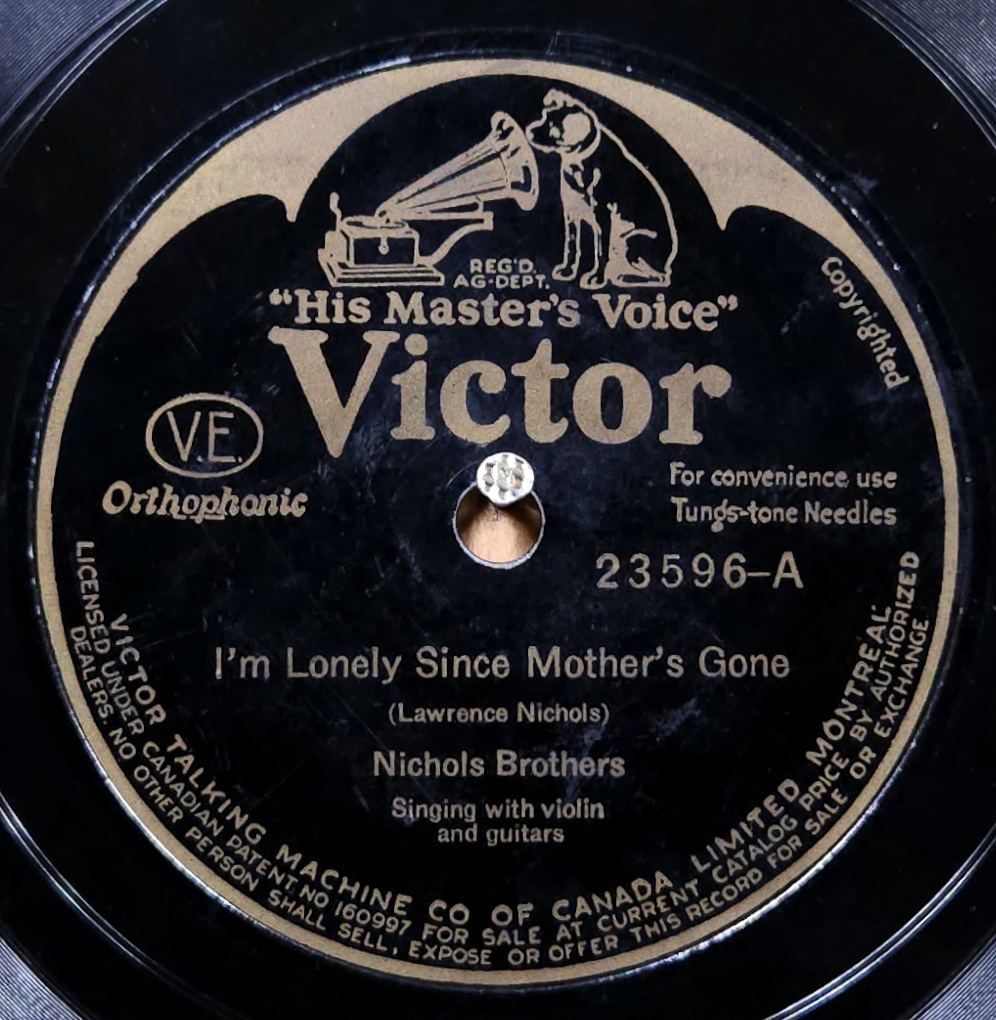 REG'D.
AG-DEPT.
"His Master's Voice"
Victor
Copyrighted
V.E.
Orthophonic
For convenience use
Tungs-tone Needles
23596-A
I'm Lonely Since Mother's Gone
(Lawrence Nichols)
Nichols Brothers
Singing with violin
and guitars
VICTOR TALKING MACHINE CO OF CANADA, LIMITED MONTREAL.
LICENSED UNDER CANADIAN PATENT NO 160997 FOR SALE AT CURRENT CATALOG PRICE BY AUTHORIZED
DEALERS. NO OTHER PERSON SHALL SELL, EXPOSE OR OFFER THIS RECORD FOR SALE OR EXCHANGE